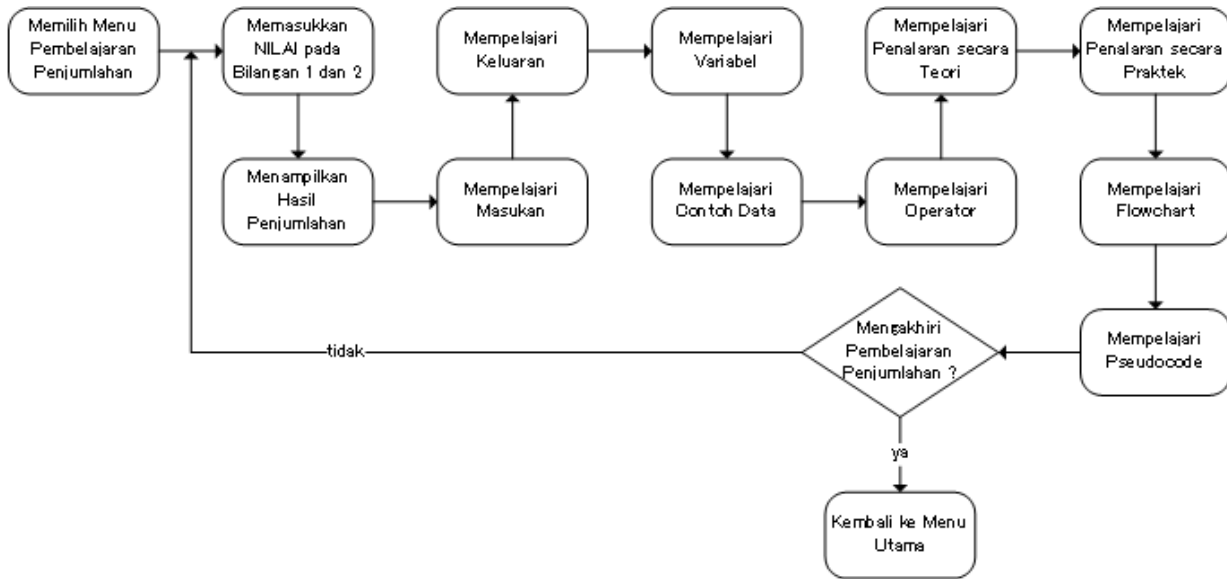 Memilih Menu
Pembelajaran
Penjumlahan
Memasukkan
NILAI pada
Bilangan 1 dan 2
Menampilkan
Hasil
Penjumlahan
Mempelajari
Masukan
Mempelajari
Keluaran
Mempelajari
Variabel
Mempelajari
Contoh Data
Mempelajari
Operator
Mempelajari
Penalaran secara
Teori
Mempelajari
Penalaran secara
Praktek
Mempelajari
Flowchart
Mempelajari
Pseudocode
Mengakhiri
Pembelajaran
Penjumlahan ?
tidak
ya
Kembali ke Menu
Utama